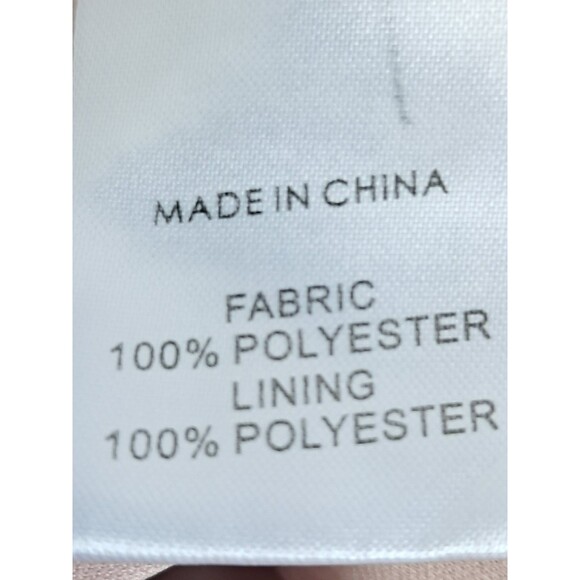 MADE IN CHINA
FABRIC
100% POLYESTER
LINING
100% POLYESTER